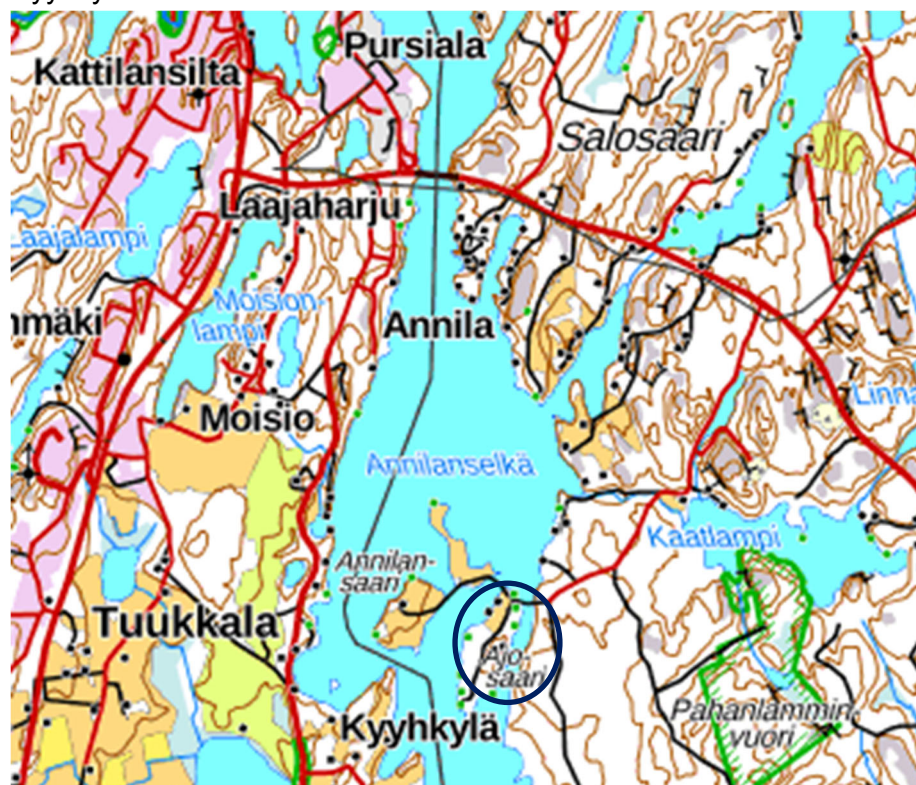 Pursiala
Kattilansilta
Salosaari
Laajaharju
Laajalampi
Moision-
lampi
nmäki
Annila
Linna
Moisio
Annilanselkä
Kaatlampi
Annilan-
saari
Tuukkala
Ajo-
saari
P
Pahanlammin-
vuori
Kyyhkylä